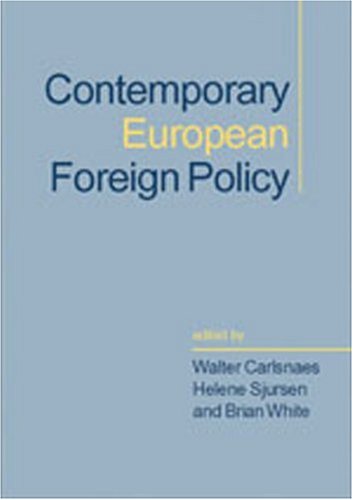 Contemporary
European
Foreign Policy
edited by
Walter Carlsnaes
Helene Sjursen
and Brian White